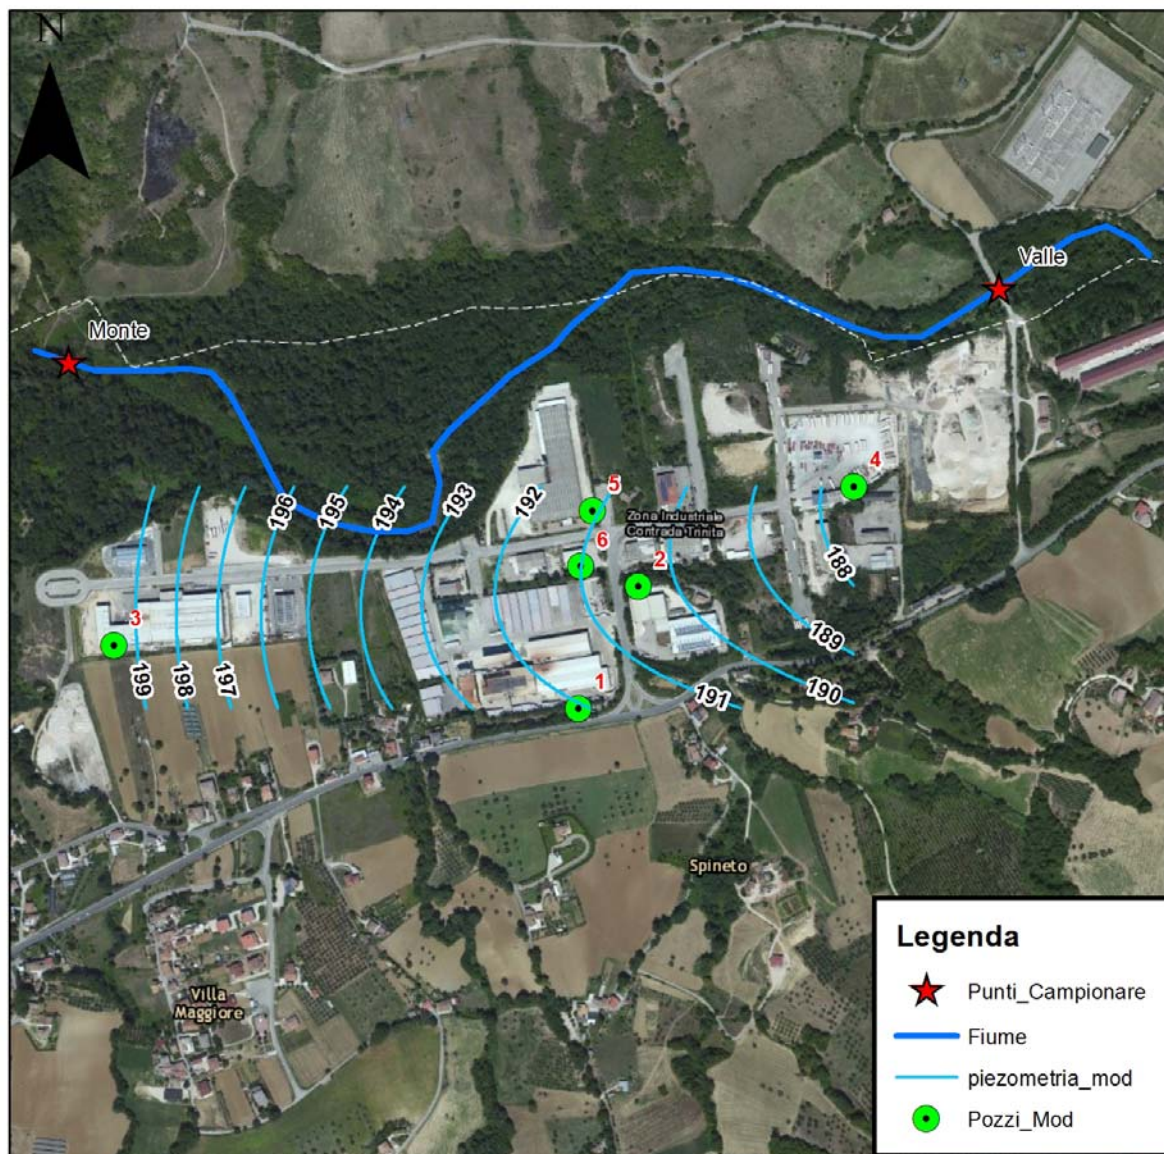 N
Monte
Valle
196
195
194
193
192
5
4
Zona Industriale
Contrada Trinita
6
2
188
3
189
199
198
197
1
191
190
Spineto
Villa
Maggiore
Legenda
Punti_Campionare
Fiume
piezometria_mod
Pozzi_Mod